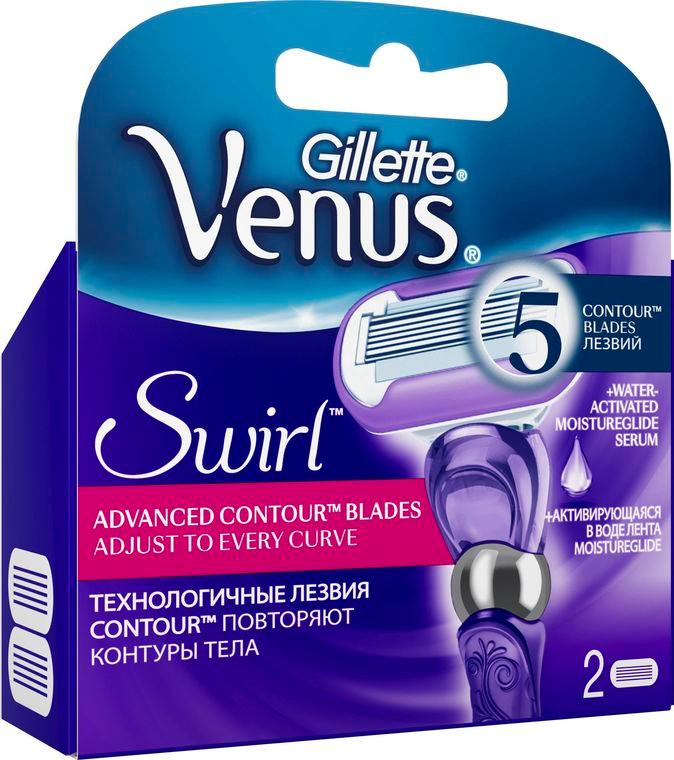 Gillette®
Venus®
5
CONTOUR™
BLADES
ЛЕЗВИЙ
+WATER-
ACTIVATED
MOISTUREGLIDE
SERUM
+АКТИВИРУЮЩАЯСЯ
В ВОДЕ ЛЕНТА
MOISTUREGLIDE
Swirl™
ADVANCED CONTOUR™ BLADES
ADJUST TO EVERY CURVE
ТЕХНОЛОГИЧНЫЕ ЛЕЗВИЯ
CONTOUR™ ПОВТОРЯЮТ
КОНТУРЫ ТЕЛА
2